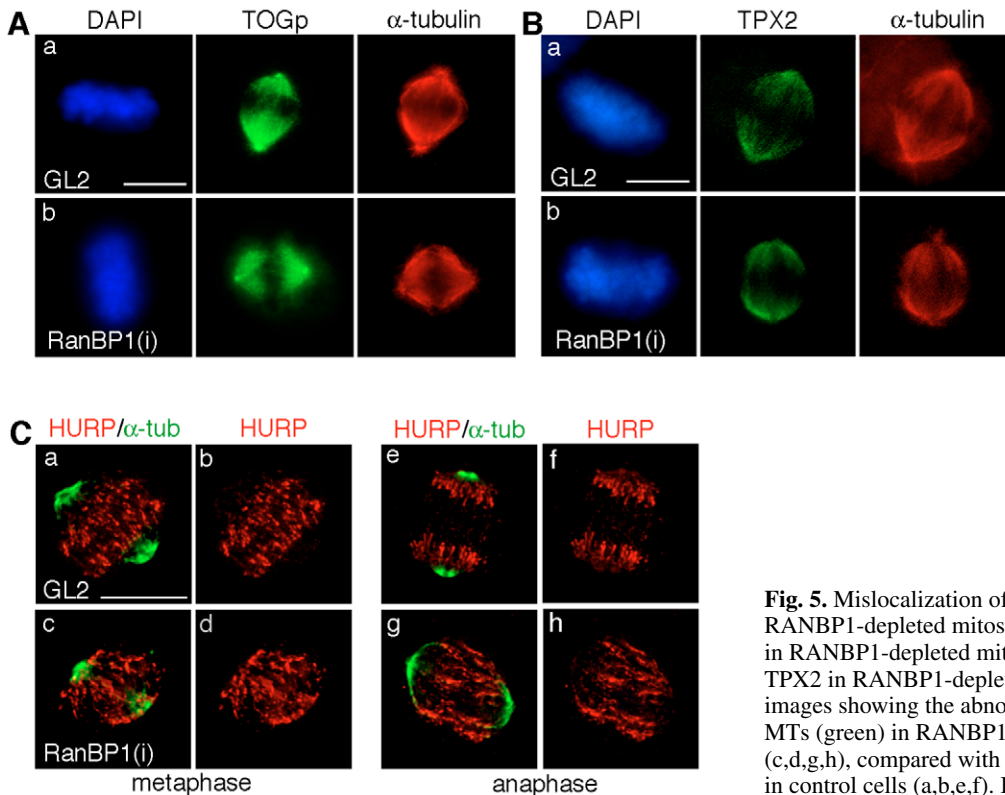 A DAPI TOGp α-tubulin
a
GL2
b
RanBP1(i)
B DAPI TPX2 α-tubulin
a
GL2
b
RanBP1(i)
C HURP/α-tub HURP HURP/α-tub HURP
a b e f
GL2
c d g h
RanBP1(i)
metaphase anaphase
Fig. 5. Mislocalization of
RANBP1-depleted mitos
in RANBP1-depleted mit
TPX2 in RANBP1-deple
images showing the abno
MTs (green) in RANBP1
(c,d,g,h), compared with
in control cells (a,b,e,f).